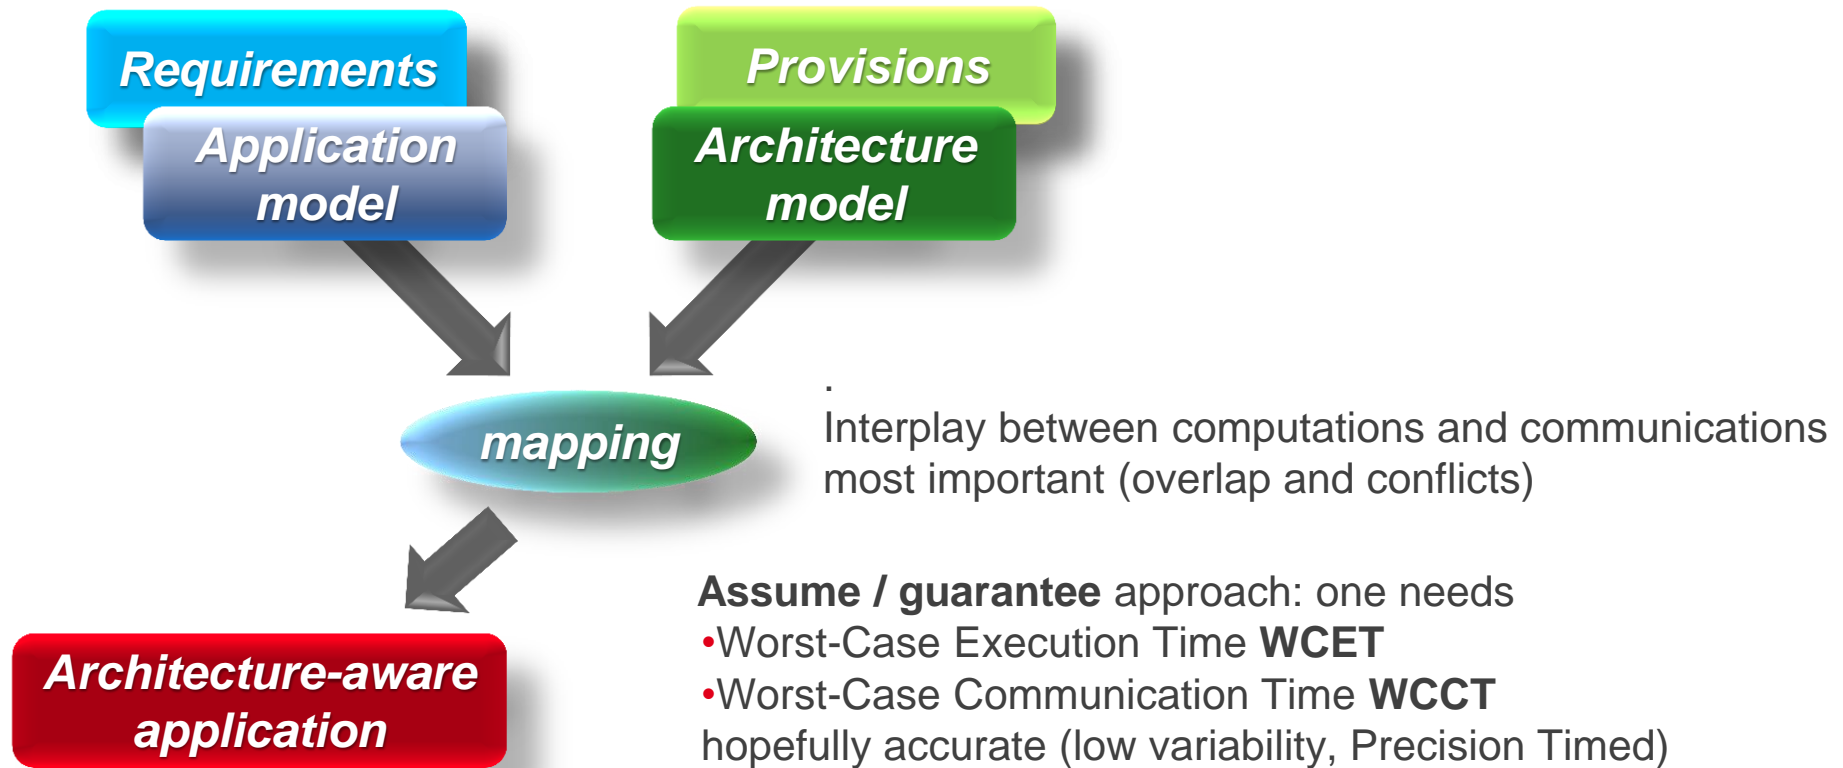 Requirements
Provisions
Application
model
Architecture
model
mapping
.
Interplay between computations and communications
most important (overlap and conflicts)
Assume / guarantee approach: one needs
•Worst-Case Execution Time WCET
•Worst-Case Communication Time WCCT
hopefully accurate (low variability, Precision Timed)
Architecture-aware
application